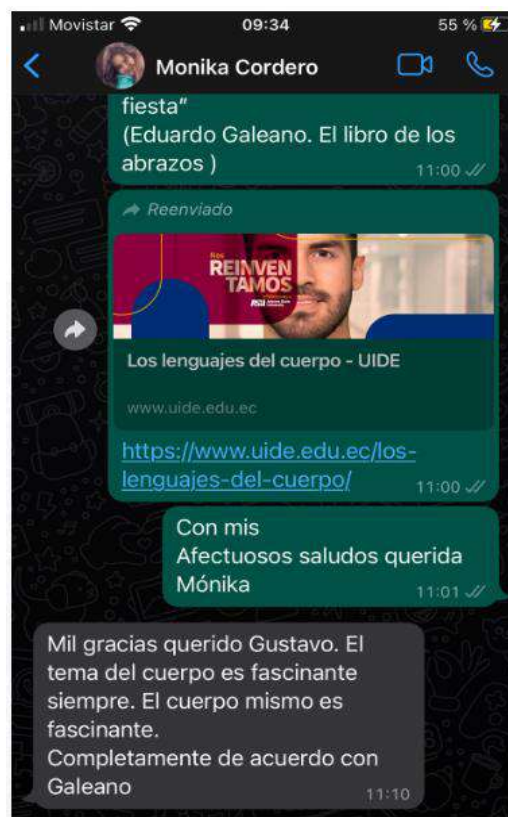 Movistar 09:34 55 %
Monika Cordero
fiesta"
(Eduardo Galeano. El libro de los
abrazos )
11:00
Reenviado
Nos
REINVEN
TAMOS
Los lenguajes del cuerpo - UIDE
www.uide.edu.ec
https://www.uide.edu.ec/los-
lenguajes-del-cuerpo/
11:00
Con mis
Afectuosos saludos querida
Mónika
11:01
Mil gracias querido Gustavo. El
tema del cuerpo es fascinante
siempre. El cuerpo mismo es
fascinante.
Completamente de acuerdo con
Galeano
11:10